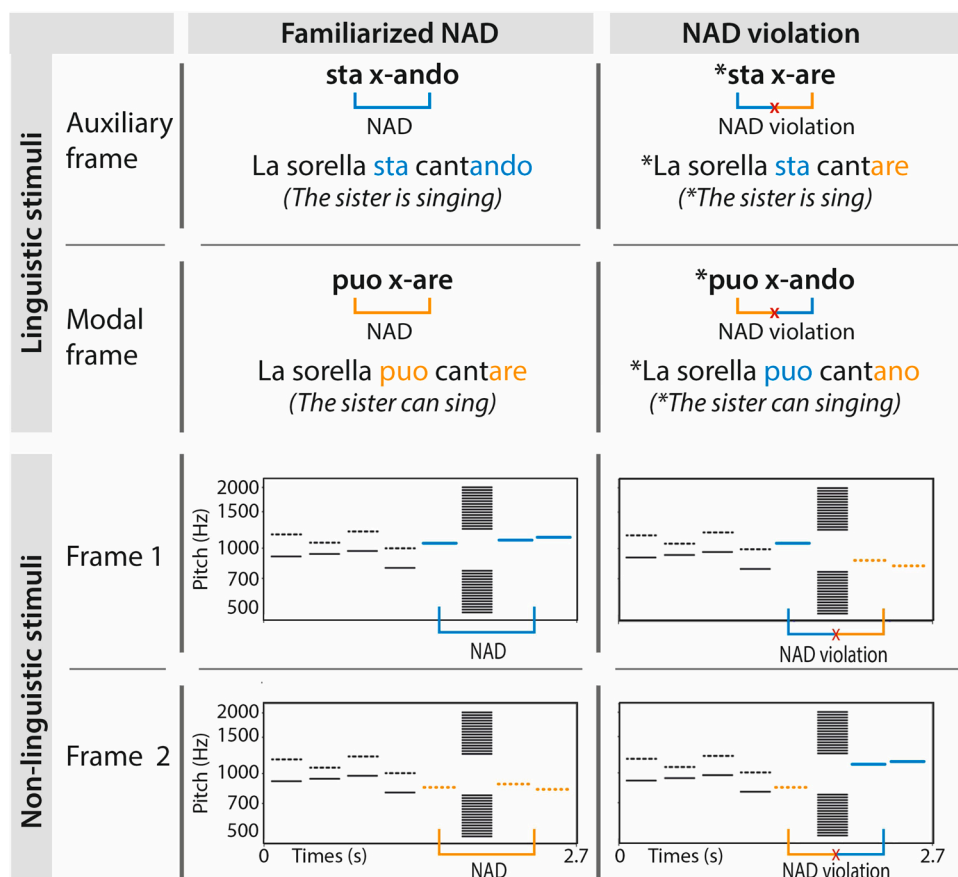 Familiarized NAD
NAD violation
Linguistic stimuli
Auxiliary
frame
sta x-ando
NAD
La sorella sta cantando
(The sister is singing)
*sta x-are
x
NAD violation
*La sorella sta cantare
(*The sister is sing)
Modal
frame
puo x-are
NAD
La sorella puo cantare
(The sister can sing)
*puo x-ando
x
NAD violation
*La sorella puo cantano
(*The sister can singing)
Non-linguistic stimuli
Frame 1
Pitch (Hz)
2000
1500
1000
700
500
NAD
x
NAD violation
Frame 2
Pitch (Hz)
2000
1500
1000
700
500
0 Times (s) 2.7
NAD
0 Times (s) 2.7
x
NAD violation